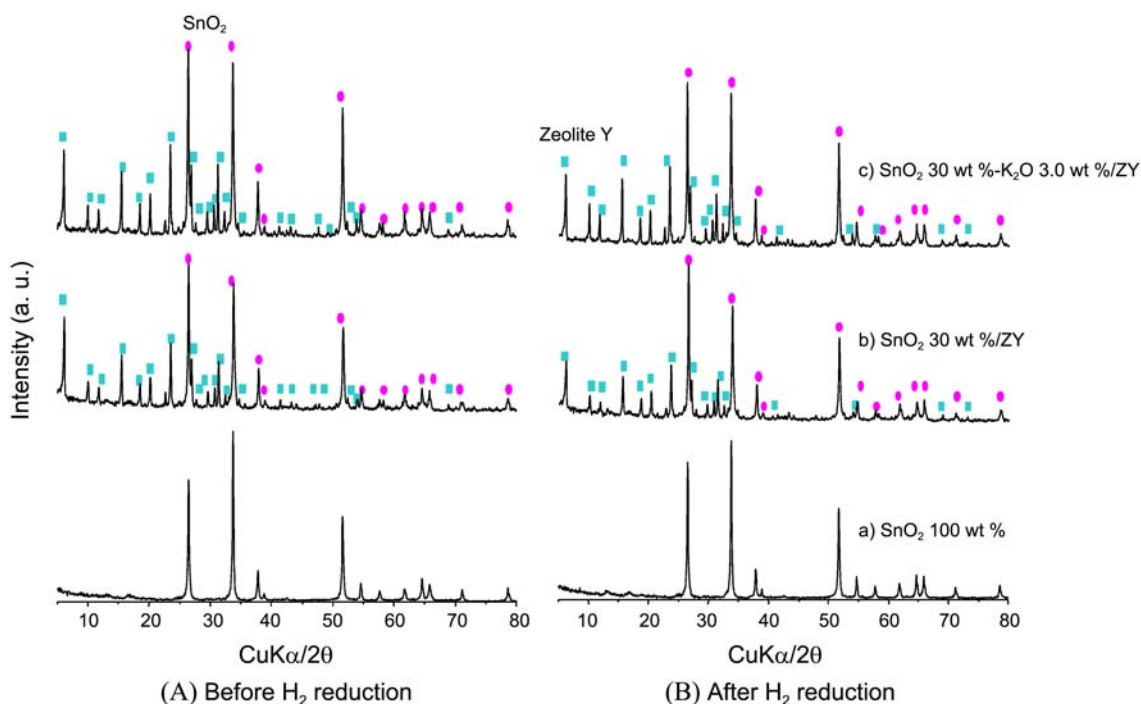 SnO₂
Zeolite Y
c) SnO₂ 30 wt %-K₂O 3.0 wt %/ZY
b) SnO₂ 30 wt %/ZY
a) SnO₂ 100 wt %
Intensity (a. u.)
10 20 30 40 50 60 70 80
10 20 30 40 50 60 70 80
CuKα/2θ
CuKα/2θ
(A) Before H₂ reduction
(B) After H₂ reduction